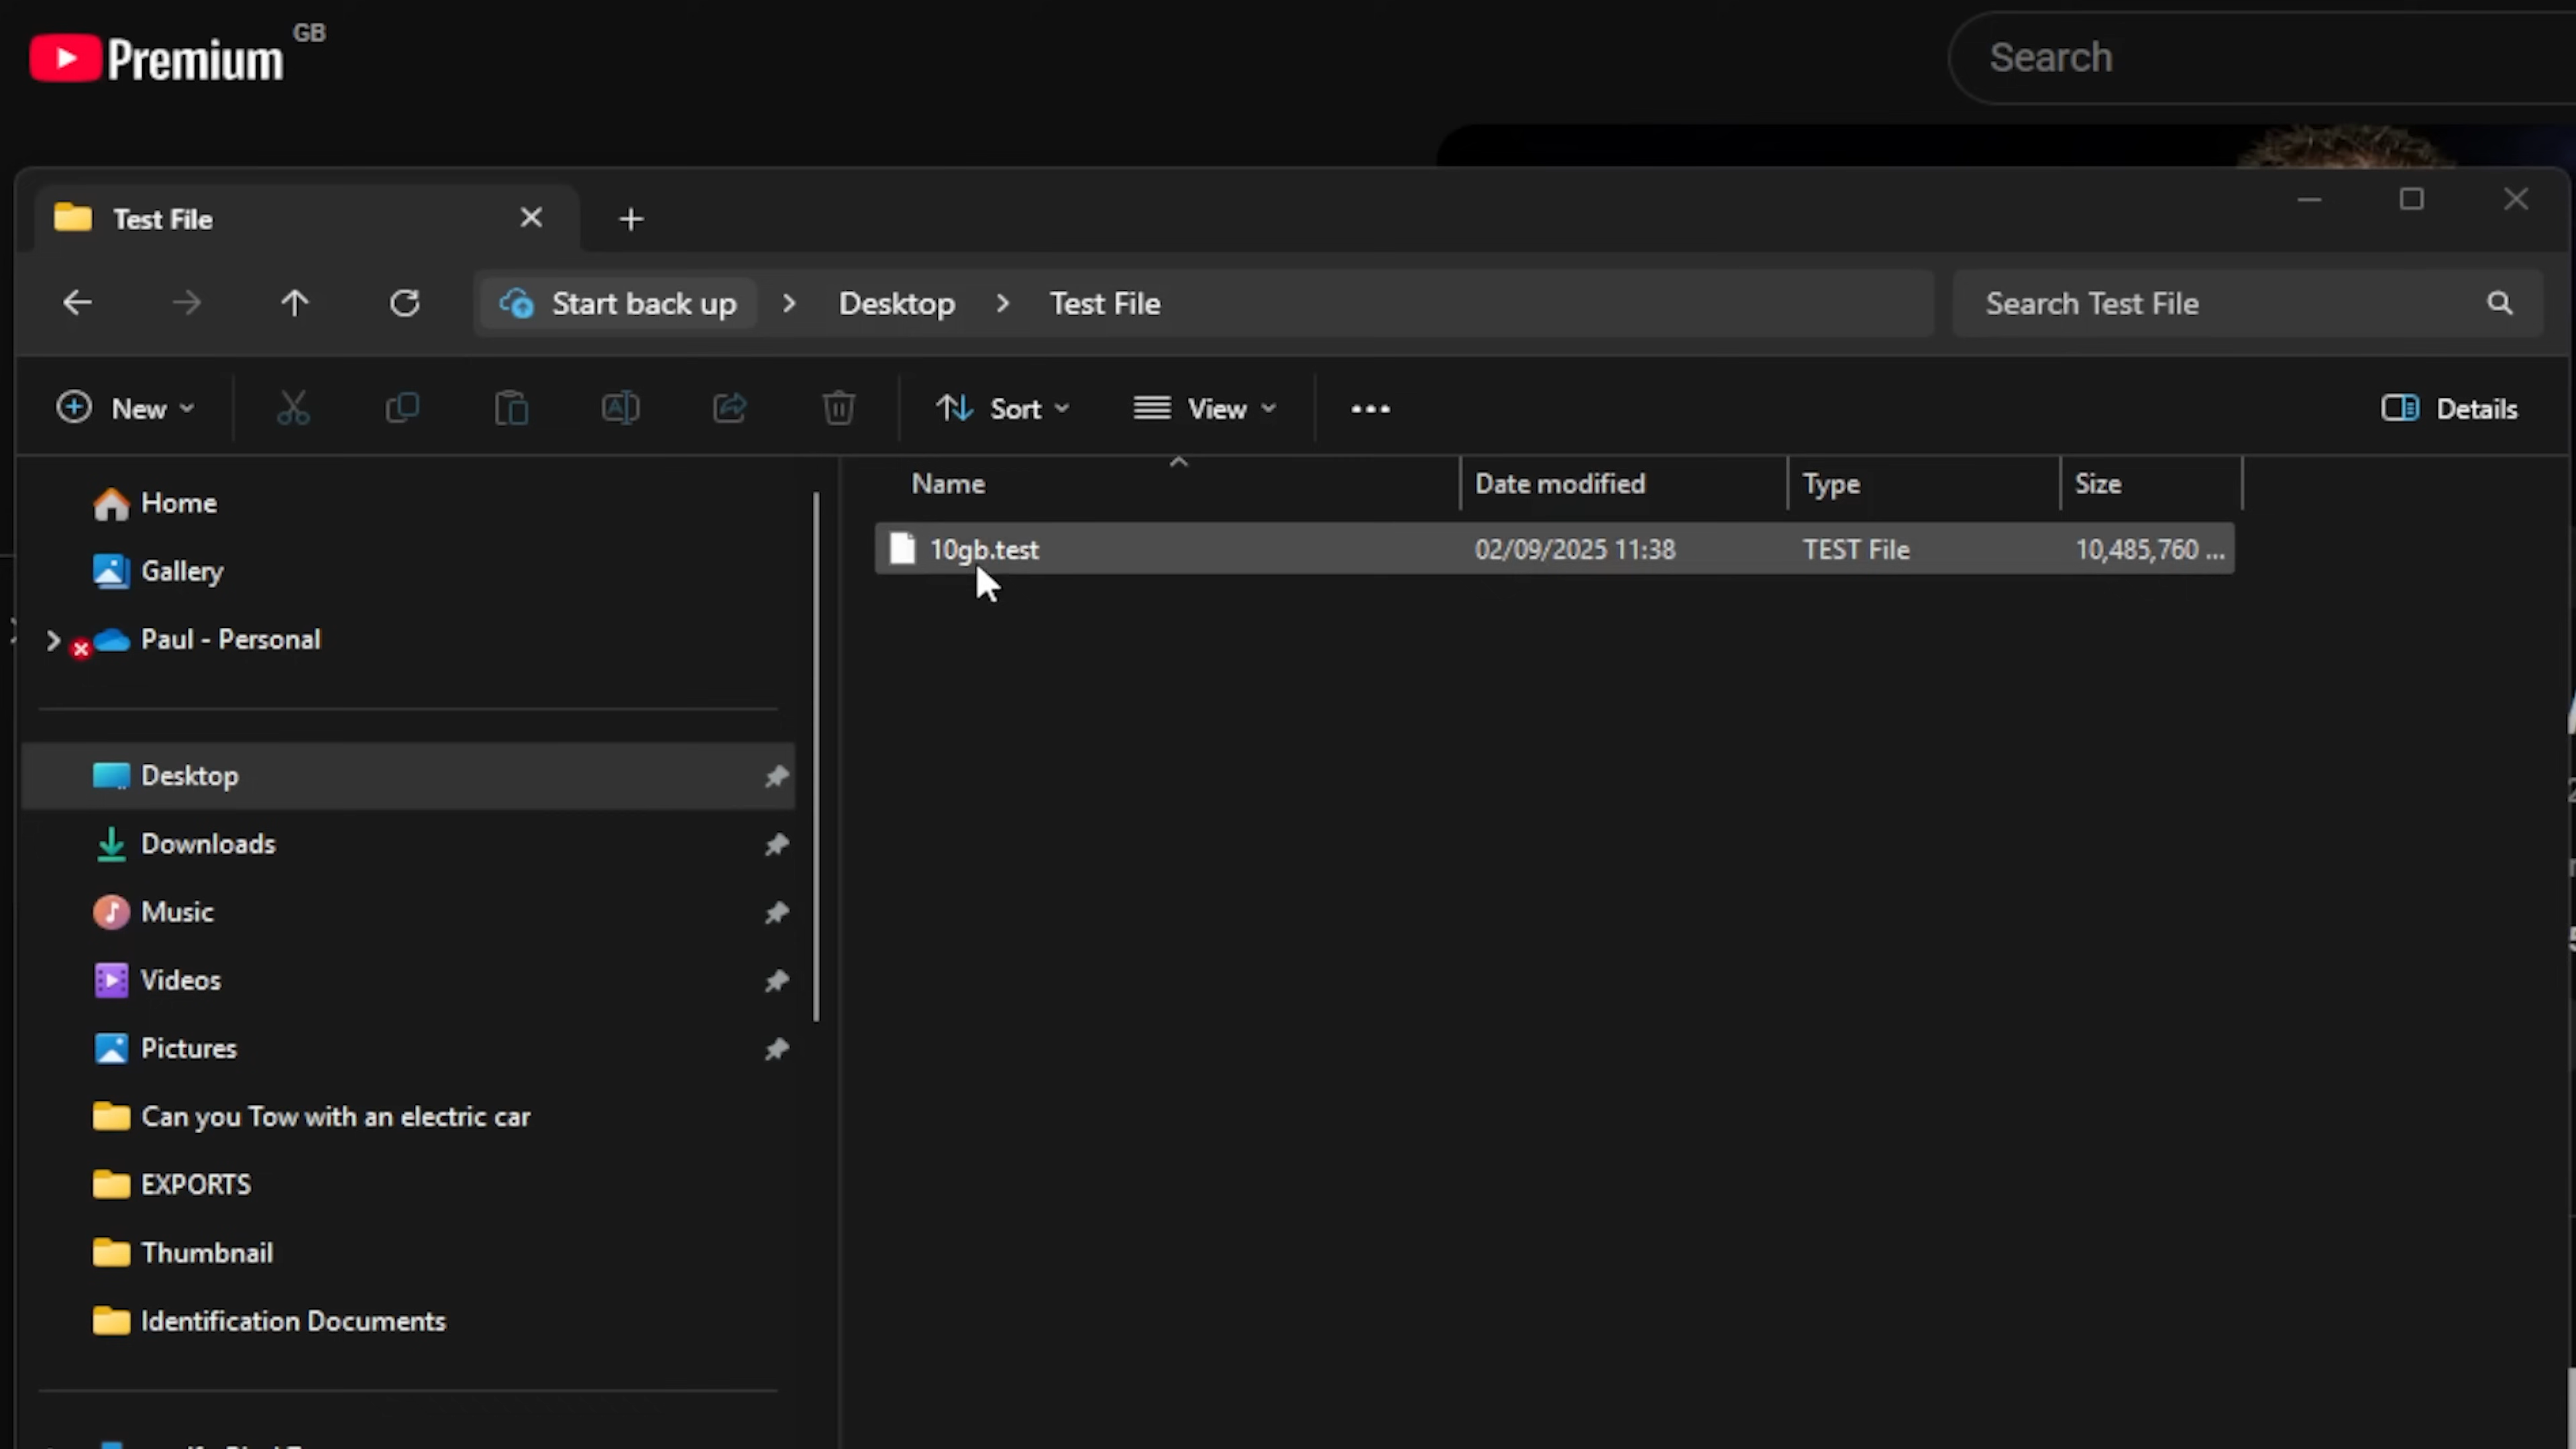 Premium GB
Search
Test File
Start back up Desktop Test File
Search Test File
New
Sort
View
Details
Name Date modified Type Size
10gb.test 02/09/2025 11:38 TEST File 10,485,760 ...
Home
Gallery
Paul - Personal
Desktop
Downloads
Music
Videos
Pictures
Can you Tow with an electric car
EXPORTS
Thumbnail
Identification Documents